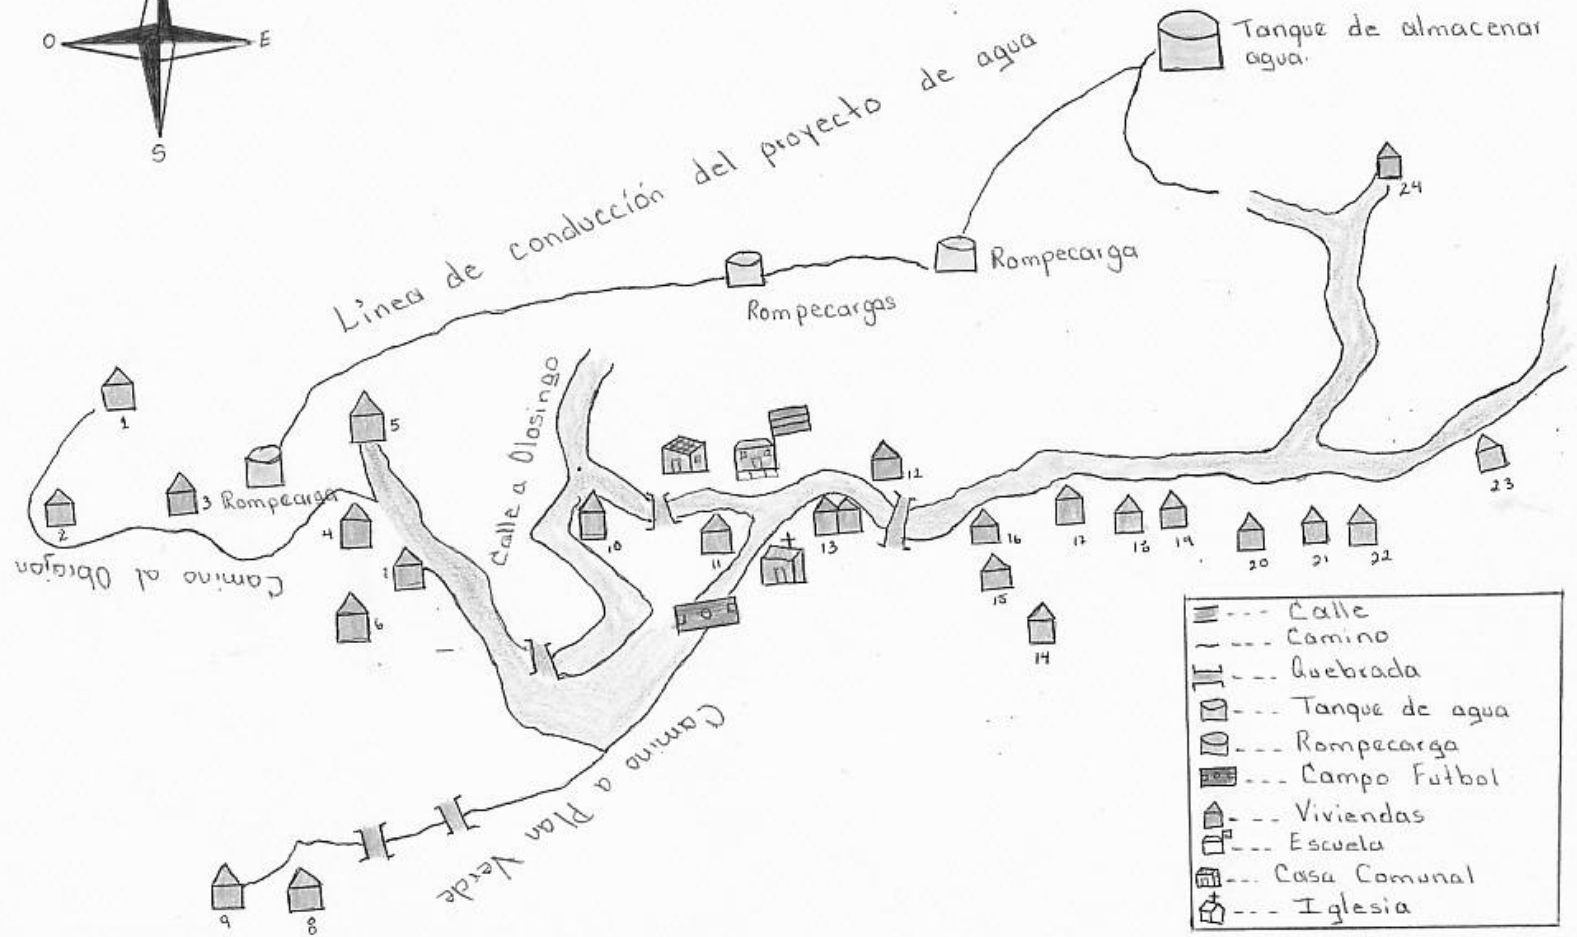 O
E
S
Tanque de almacenar
agua.
Línea de conducción del proyecto de agua
24
Rompecarga
Rompecargas
1
5
Calle a Olosingo
2
3
Rompecarga
4
12
23
10
11
13
16
17
18
19
20
21
22
Camino al Obrajon
6
15
14
Camino a Plan Verde
9
8
Calle
Camino
Quebrada
Tanque de agua
Rompecarga
Campo Futbol
Viviendas
Escuela
Casa Comunal
Iglesia